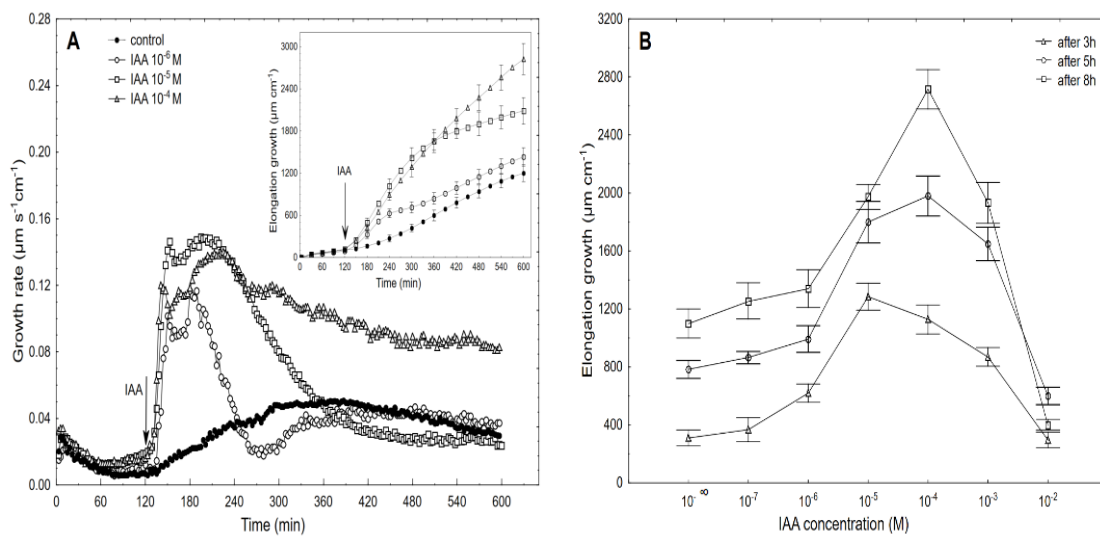 A
control
IAA 10⁻⁶ M
IAA 10⁻⁵ M
IAA 10⁻⁴ M
Growth rate (µm s⁻¹cm⁻¹)
0.28
0.24
0.20
0.16
0.12
0.08
0.04
0.00
IAA
0 60 120 180 240 300 360 420 480 540 600
Time (min)
Elongation growth (µm cm⁻¹)
3000
2400
1800
1200
600
0
IAA
0 60 120 180 240 300 360 420 480 540 600
Time (min)
B
after 3h
after 5h
after 8h
Elongation growth (µm cm⁻¹)
3200
2800
2400
2000
1600
1200
800
400
0
10⁻∞ 10⁻⁷ 10⁻⁶ 10⁻⁵ 10⁻⁴ 10⁻³ 10⁻²
IAA concentration (M)